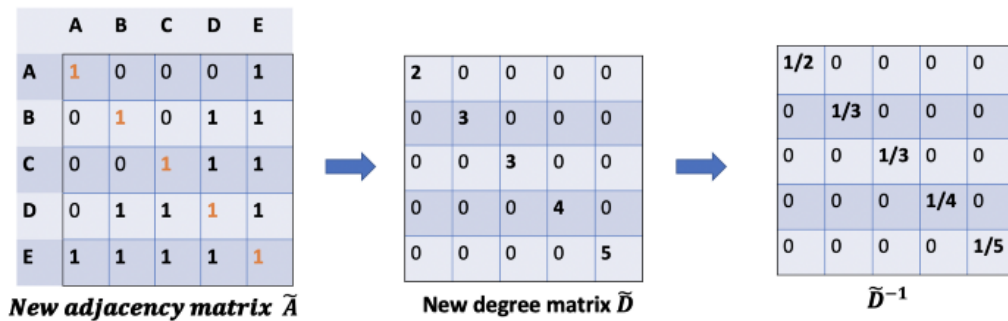 A B C D E
A 1 0 0 0 1
B 0 1 0 1 1
C 0 0 1 1 1
D 0 1 1 1 1
E 1 1 1 1 1
New adjacency matrix Ã
2 0 0 0 0
0 3 0 0 0
0 0 3 0 0
0 0 0 4 0
0 0 0 0 5
New degree matrix D̃
1/2 0 0 0 0
0 1/3 0 0 0
0 0 1/3 0 0
0 0 0 1/4 0
0 0 0 0 1/5
D̃⁻¹